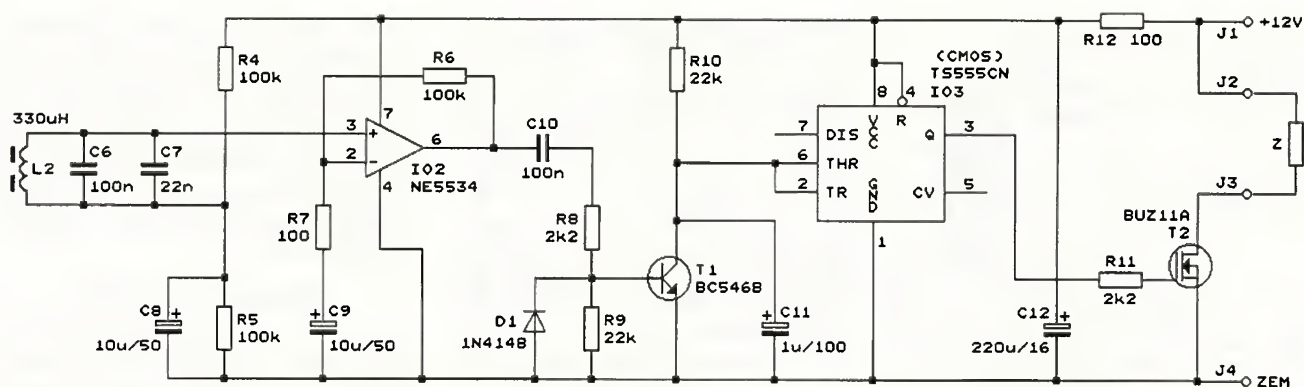 330uH
L2
C6
100n
C7
22n
R4
100k
C8
10u/50
R5
100k
R6
100k
7
3
+
2
-
6
4
IO2
NE5534
R7
100
C9
10u/50
C10
100n
R8
2k2
D1
1N4148
R9
22k
R10
22k
T1
BC546B
C11
1u/100
(CMOS)
TS555CN
IO3
8
4
VCC
R
7
DIS
Q
3
6
THR
2
TR
GND
CV
5
1
R12 100
J1
+12V
J2
Z
J3
BUZ11A
T2
R11
2k2
C12
220u/16
J4
ZEM
+
+
+
+